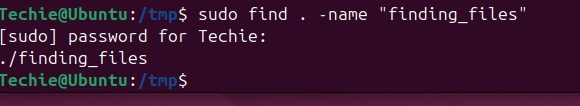 Techie@Ubuntu:/tmp$ sudo find . -name "finding_files"
[sudo] password for Techie:
./finding_files
Techie@Ubuntu:/tmp$